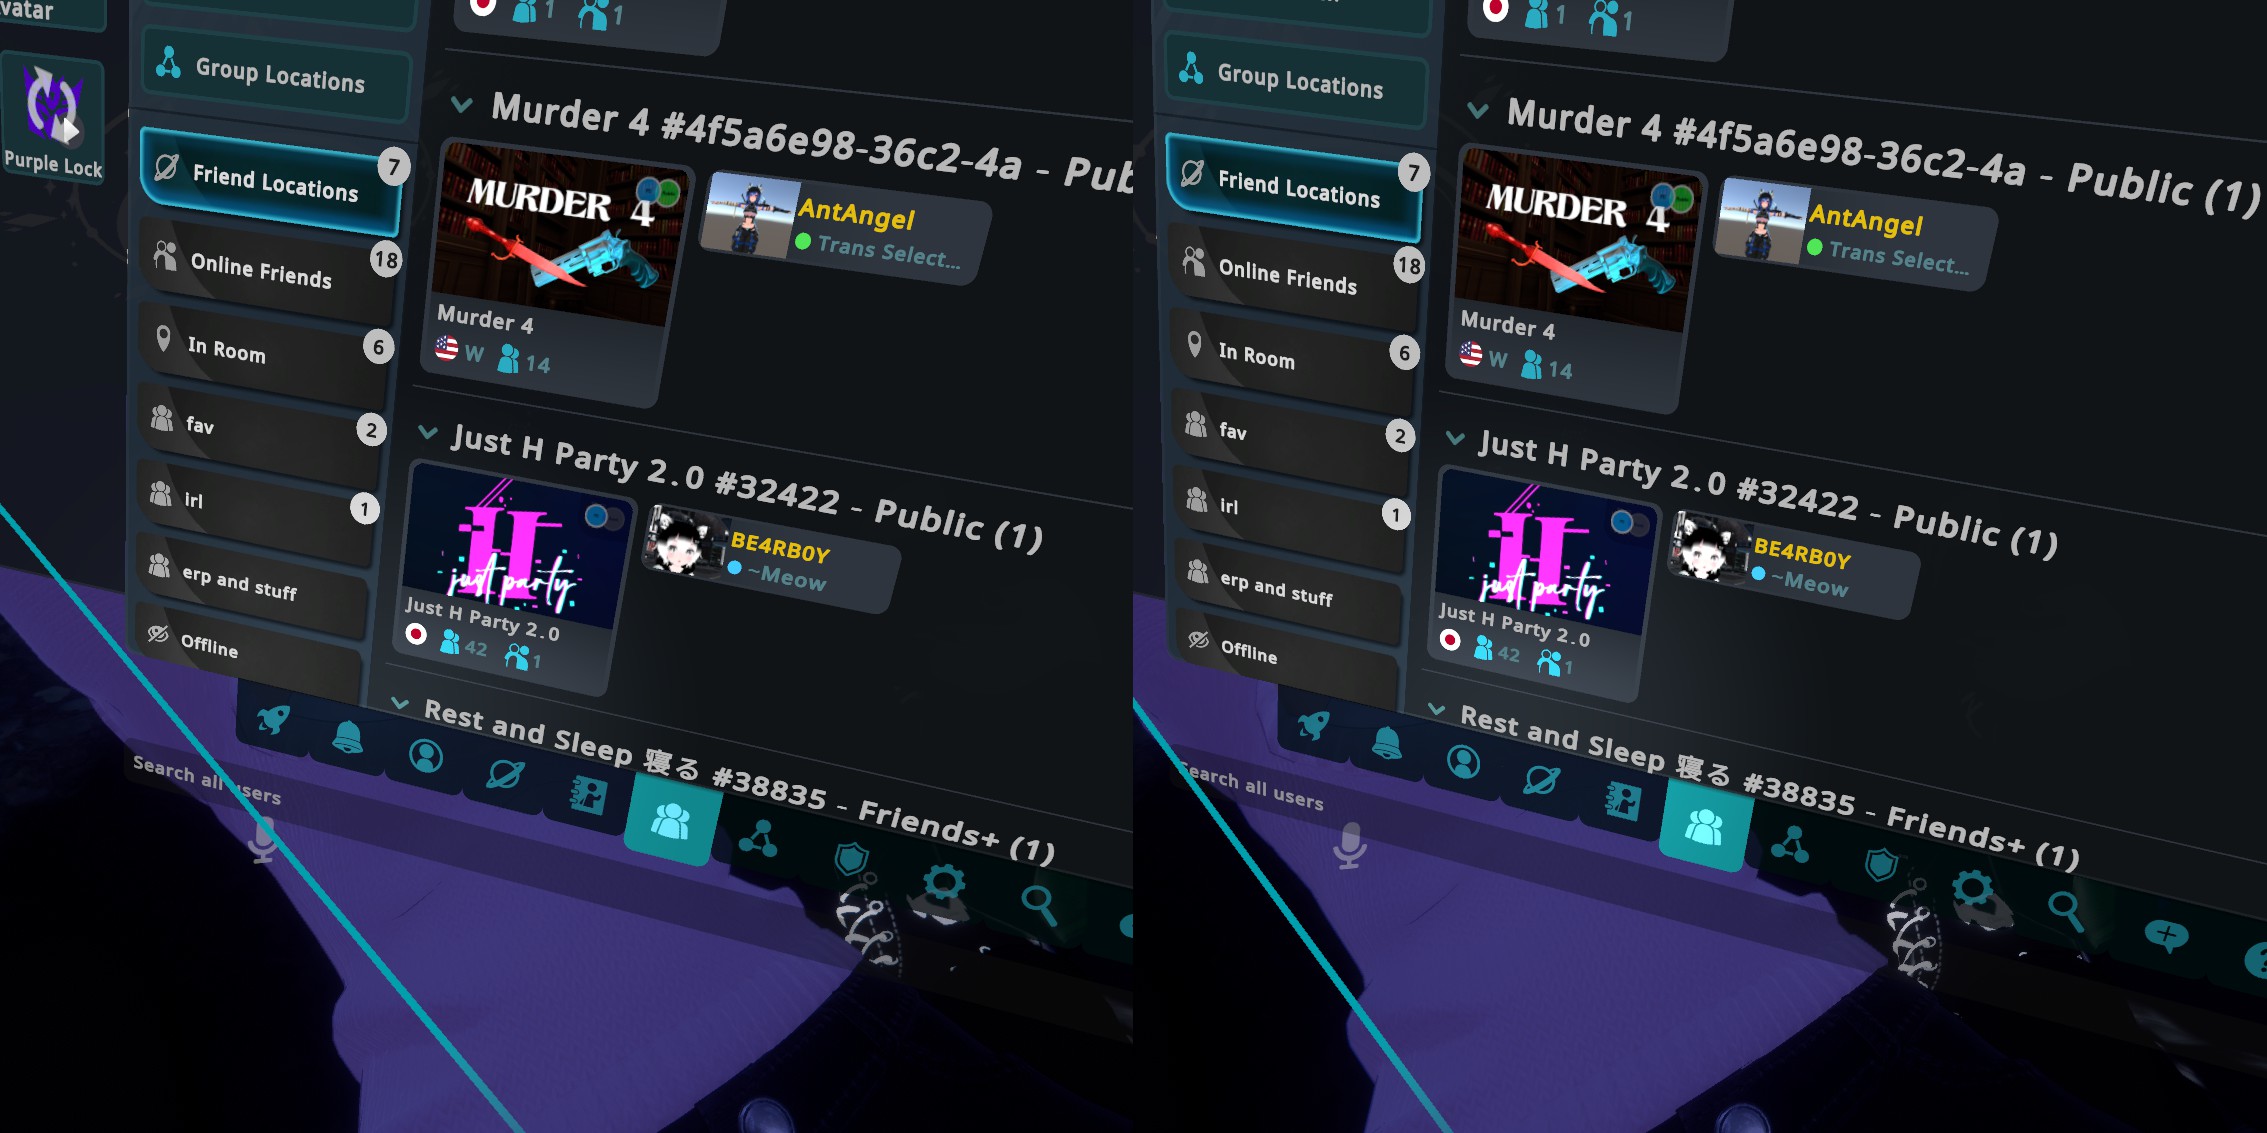 vatar
1
1
Group Locations
Purple Lock
Friend Locations
7
Online Friends
18
In Room
6
fav
2
irl
1
erp and stuff
Offline
Murder 4 #4f5a6e98-36c2-4a - Pub
MURDER 4
AntAngel
Trans Select...
Murder 4
W
14
Just H Party 2.0 #32422 - Public (1)
H
just party
BE4RB0Y
~Meow
Just H Party 2.0
42
1
Rest and Sleep 寝る #38835 - Friends+ (1)
Search all users
1
1
Group Locations
Friend Locations
7
Online Friends
18
In Room
6
fav
2
irl
1
erp and stuff
Offline
Murder 4 #4f5a6e98-36c2-4a - Public (1)
MURDER 4
AntAngel
Trans Select...
Murder 4
W
14
Just H Party 2.0 #32422 - Public (1)
H
just party
BE4RB0Y
~Meow
Just H Party 2.0
42
1
Rest and Sleep 寝る #38835 - Friends+ (1)
Search all users